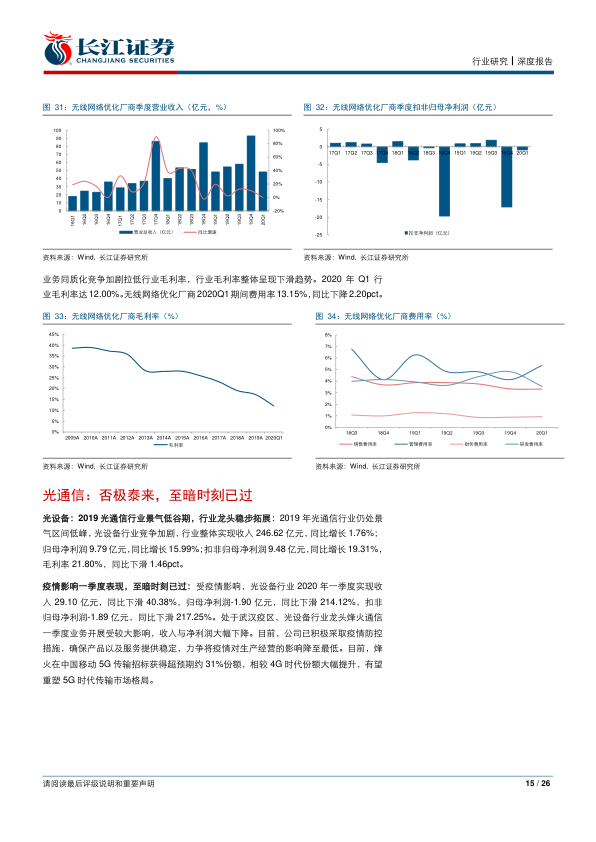 长江证券
CHANGJIANG SECURITIES
行业研究┃深度报告
图 31：无线网络优化厂商季度营业收入（亿元，%）
100
90
80
70
60
50
40
30
20
10
0
100%
80%
60%
40%
20%
0%
-20%
16Q1 16Q2 16Q3 16Q4 17Q1 17Q2 17Q3 17Q4 18Q1 18Q2 18Q3 18Q4 19Q1 19Q2 19Q3 19Q4 20Q1
营业总收入（亿元） 同比增速
资料来源：Wind, 长江证券研究所
图 32：无线网络优化厂商季度扣非归母净利润（亿元）
5
0
-5
-10
-15
-20
-25
17Q1 17Q2 17Q3 17Q4 18Q1 18Q2 18Q3 18Q4 19Q1 19Q2 19Q3 19Q4 20Q1
扣非净利润（亿元）
资料来源：Wind, 长江证券研究所
业务同质化竞争加剧拉低行业毛利率，行业毛利率整体呈现下滑趋势。2020 年 Q1 行
业毛利率达 12.00%。无线网络优化厂商 2020Q1 期间费用率 13.15%，同比下降 2.20pct。
图 33：无线网络优化厂商毛利率（%）
45%
40%
35%
30%
25%
20%
15%
10%
5%
0%
2009A 2010A 2011A 2012A 2013A 2014A 2015A 2016A 2017A 2018A 2019A 2020Q1
毛利率
资料来源：Wind, 长江证券研究所
图 34：无线网络优化厂商费用率（%）
8%
7%
6%
5%
4%
3%
2%
1%
0%
18Q3 18Q4 19Q1 19Q2 19Q3 19Q4 20Q1
销售费用率 管理费用率 财务费用率 研发费用率
资料来源：Wind, 长江证券研究所
光通信：否极泰来，至暗时刻已过
光设备：2019 光通信行业景气低谷期，行业龙头稳步拓展：2019 年光通信行业仍处景
气区间低峰，光设备行业竞争加剧，行业整体实现收入 246.62 亿元，同比增长 1.76%；
归母净利润 9.79 亿元，同比增长 15.99%；扣非归母净利润 9.48 亿元，同比增长 19.31%，
毛利率 21.80%，同比下滑 1.46pct。
疫情影响一季度表现，至暗时刻已过：受疫情影响，光设备行业 2020 年一季度实现收
入 29.10 亿元，同比下滑 40.38%，归母净利润-1.90 亿元，同比下滑 214.12%，扣非
归母净利润-1.89 亿元，同比下滑 217.25%。处于武汉疫区，光设备行业龙头烽火通信
一季度业务开展受较大影响，收入与净利润大幅下降。目前，公司已积极采取疫情防控
措施，确保产品以及服务提供稳定，力争将疫情对生产经营的影响降至最低。目前，烽
火在中国移动 5G 传输招标获得超预期约 31%份额，相较 4G 时代份额大幅提升，有望
重塑 5G 时代传输市场格局。
请阅读最后评级说明和重要声明
15 / 26